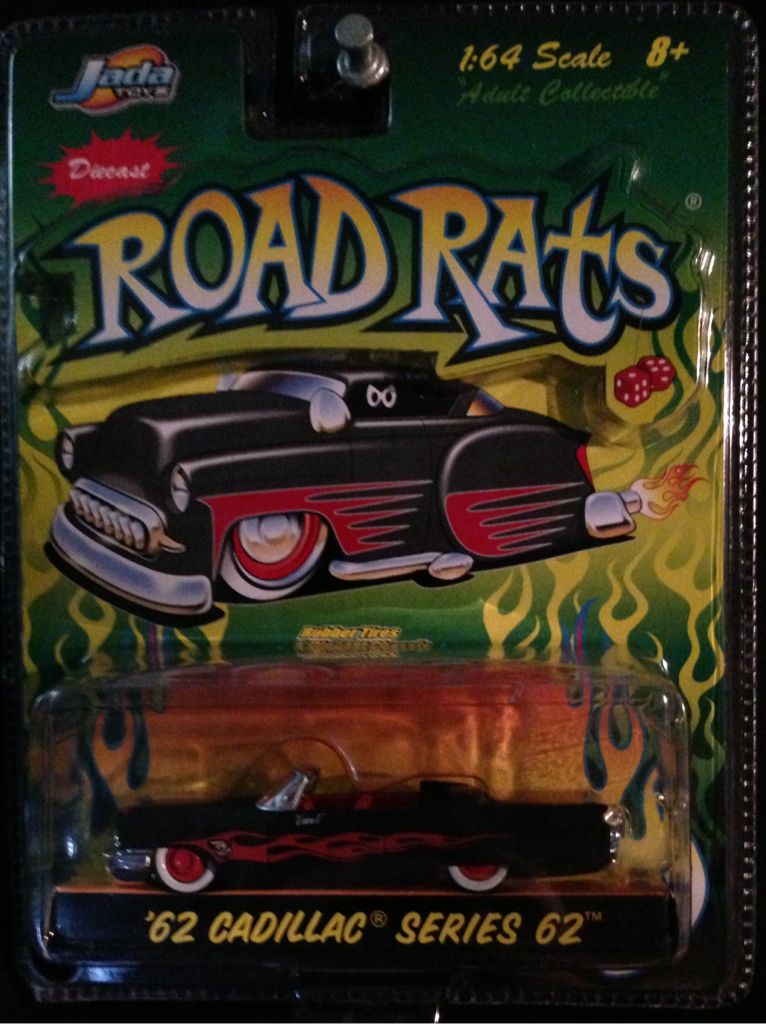 Jada
TOYS
1:64 Scale 8+
"Adult Collectible"
Diecast
ROAD RATS ®
Rubber Tires
'62 CADILLAC® SERIES 62™